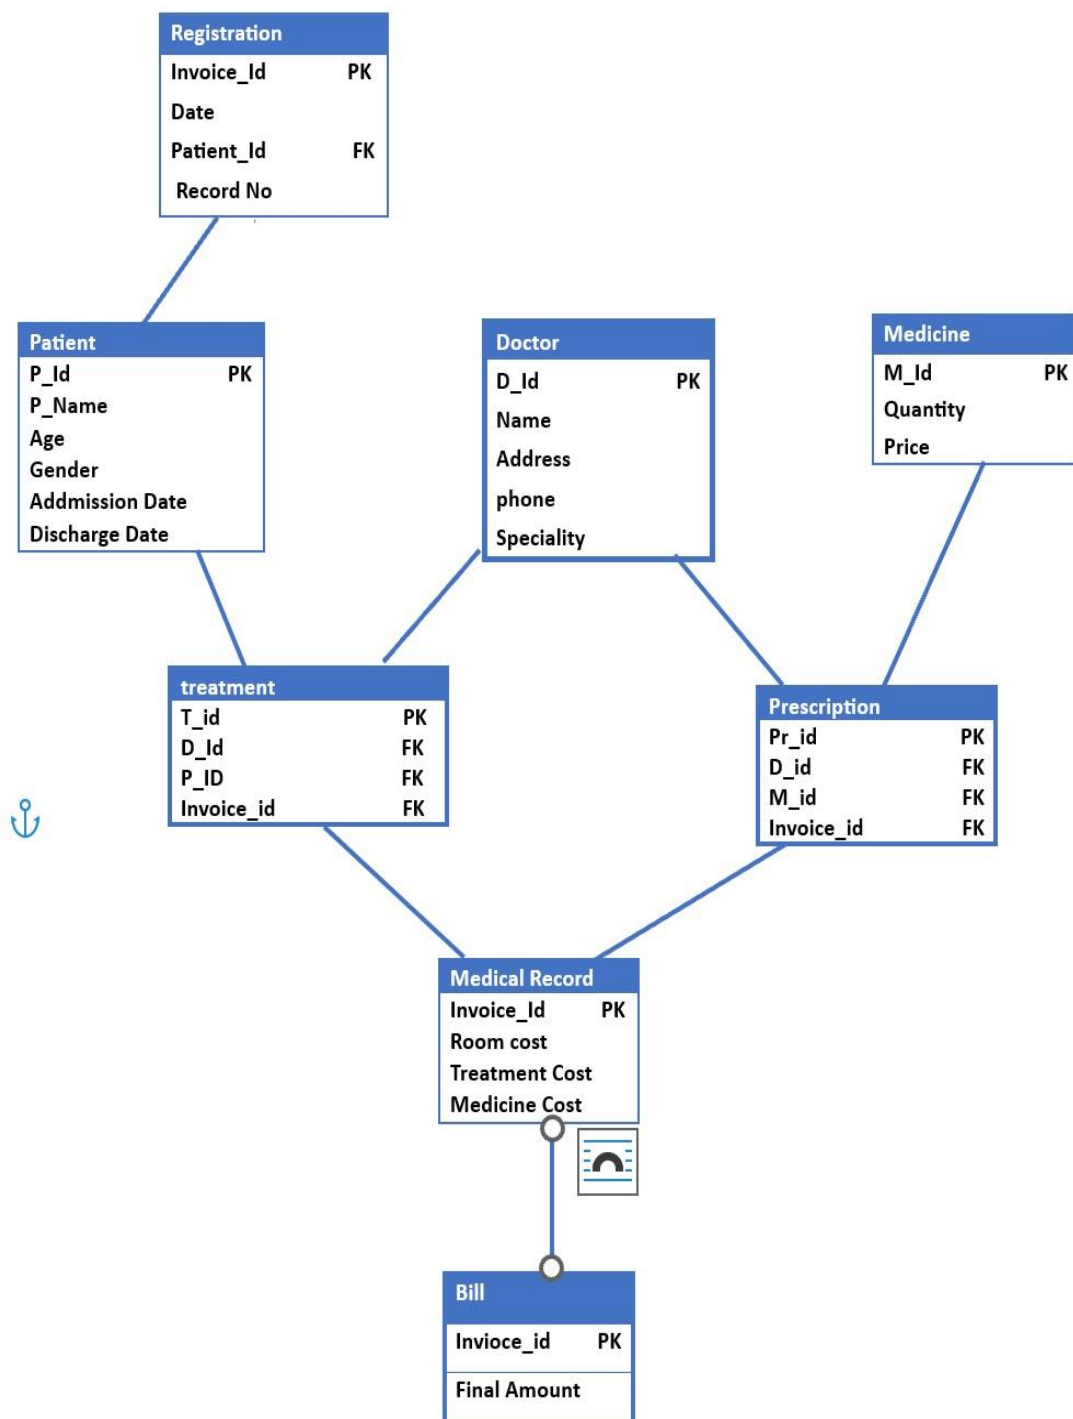 Registration
Invoice_Id PK
Date
Patient_Id FK
Record No
Patient
P_Id PK
P_Name
Age
Gender
Addmission Date
Discharge Date
Doctor
D_Id PK
Name
Address
phone
Speciality
Medicine
M_Id PK
Quantity
Price
treatment
T_id PK
D_Id FK
P_ID FK
Invoice_id FK
Prescription
Pr_id PK
D_id FK
M_id FK
Invoice_id FK
Medical Record
Invoice_Id PK
Room cost
Treatment Cost
Medicine Cost
Bill
Invioce_id PK
Final Amount